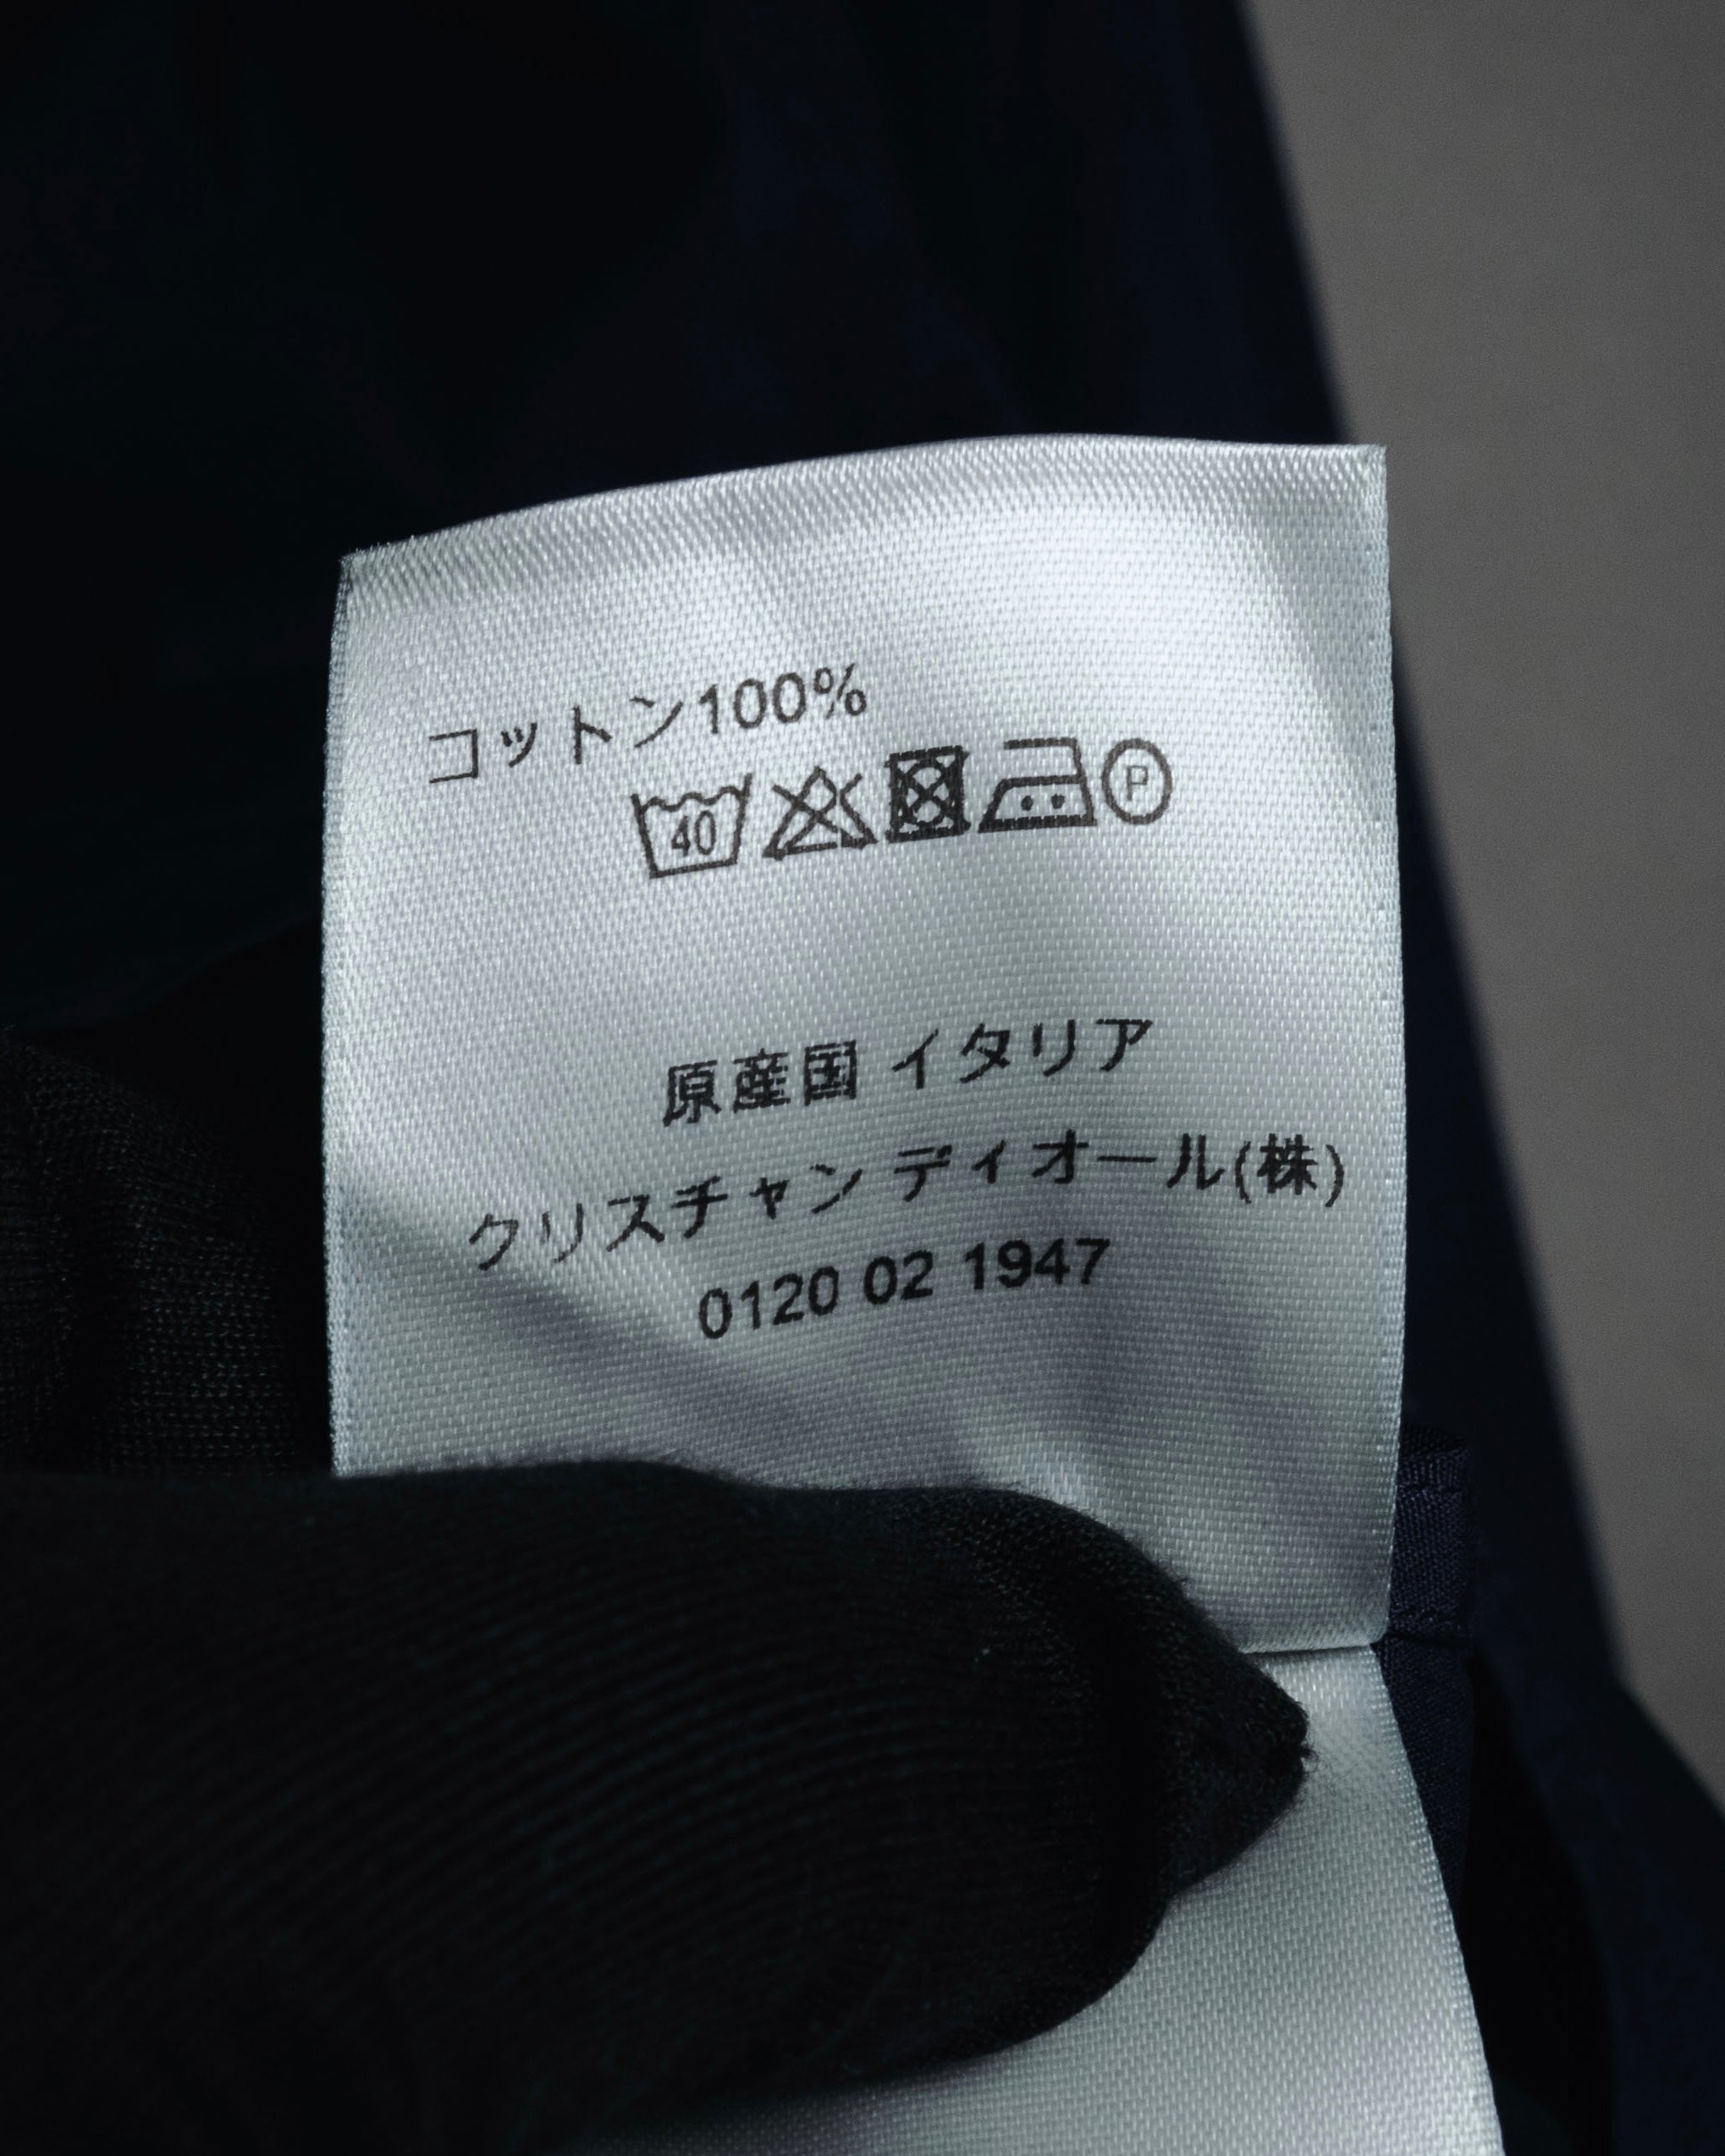 コットン100%
40 P
原産国 イタリア
クリスチャン ディオール(株)
0120 02 1947